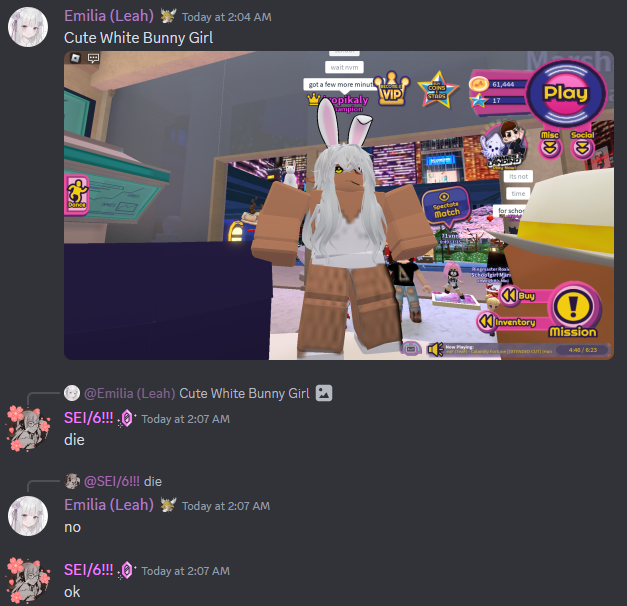 Emilia (Leah) Today at 2:04 AM
Cute White Bunny Girl
wait nvm
got a few more minut
Tropikaly
Champion
BECOME A
VIP
COINS
&
STARS
61,444
17
Play
Misc
Social
Dance
Its not
time
for schoo
Spectate
Match
Buy
Inventory
Mission
Now Playing:
4:46 / 6:23
@Emilia (Leah) Cute White Bunny Girl
SEI/6!!! Today at 2:07 AM
die
@SEI/6!!! die
Emilia (Leah) Today at 2:07 AM
no
SEI/6!!! Today at 2:07 AM
ok